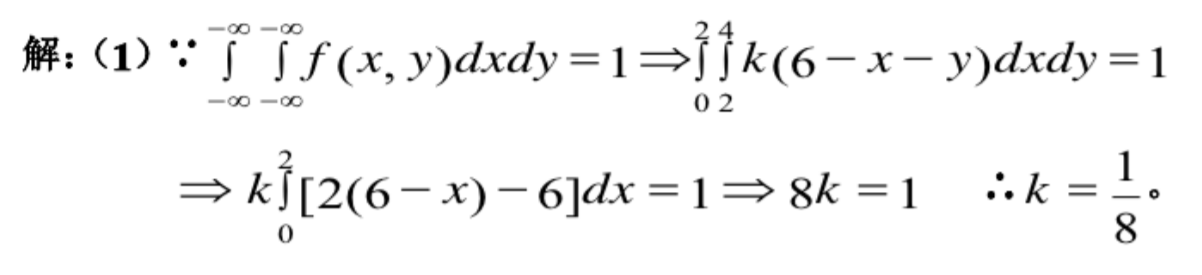 解：（1）∵ ∫_{−∞}^{−∞} ∫_{−∞}^{−∞} f(x, y)dxdy = 1 ⇒ ∫_{0}^{2} ∫_{2}^{4} k(6 − x − y)dxdy = 1
⇒ k∫_{0}^{2} [2(6 − x) − 6]dx = 1 ⇒ 8k = 1 ∴ k = \frac{1}{8}。